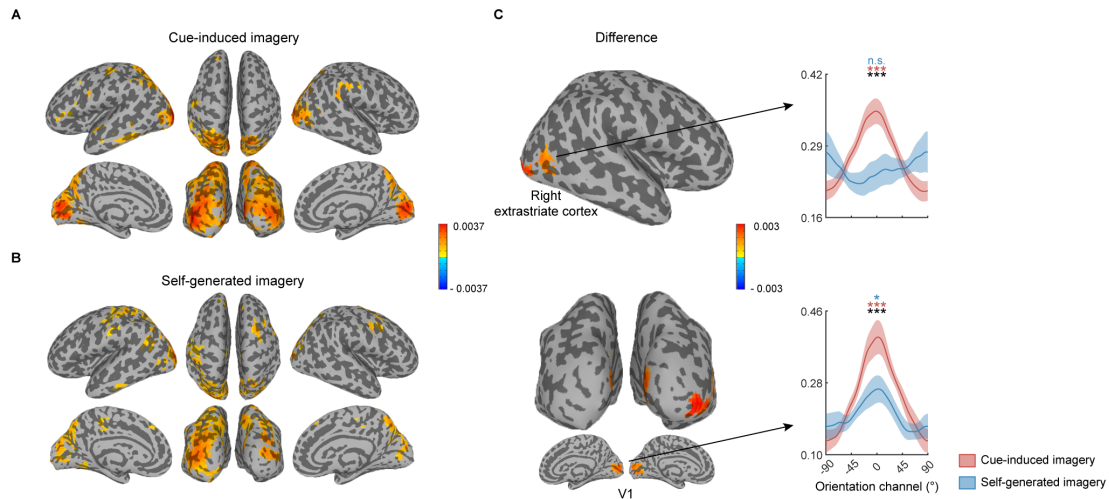 A
Cue-induced imagery
B
Self-generated imagery
0.0037
- 0.0037
C
Difference
Right
extrastriate cortex
0.003
- 0.003
V1
n.s.
***
***
0.42
0.29
0.16
*
***
***
0.46
0.28
0.10
-90 -45 0 45 90
Orientation channel (°)
Cue-induced imagery
Self-generated imagery